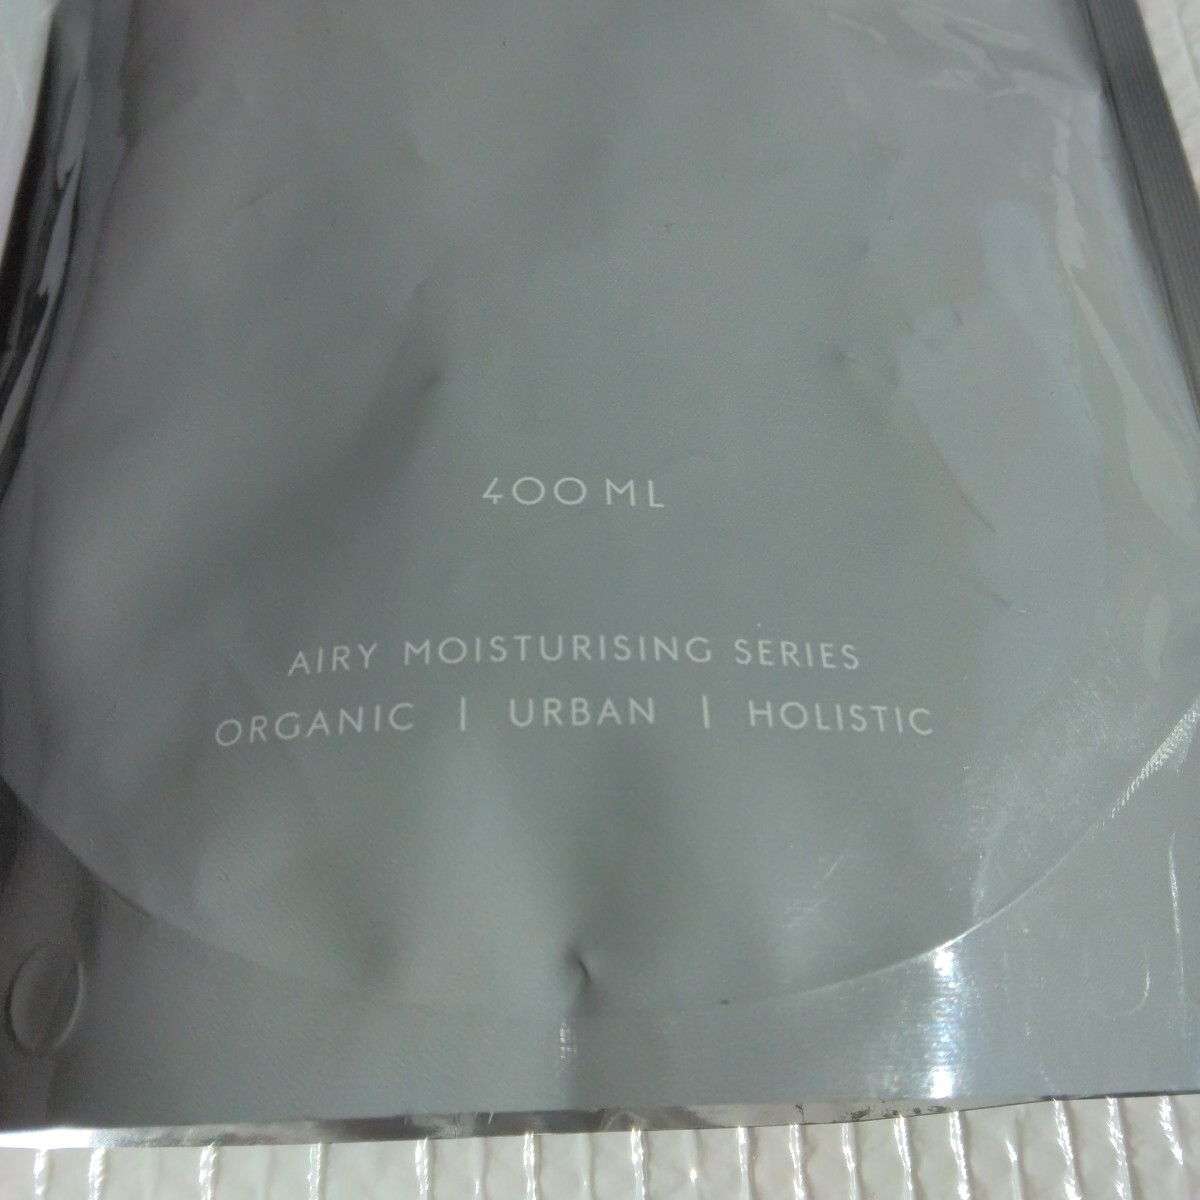 400 ML
AIRY MOISTURISING SERIES
ORGANIC | URBAN | HOLISTIC